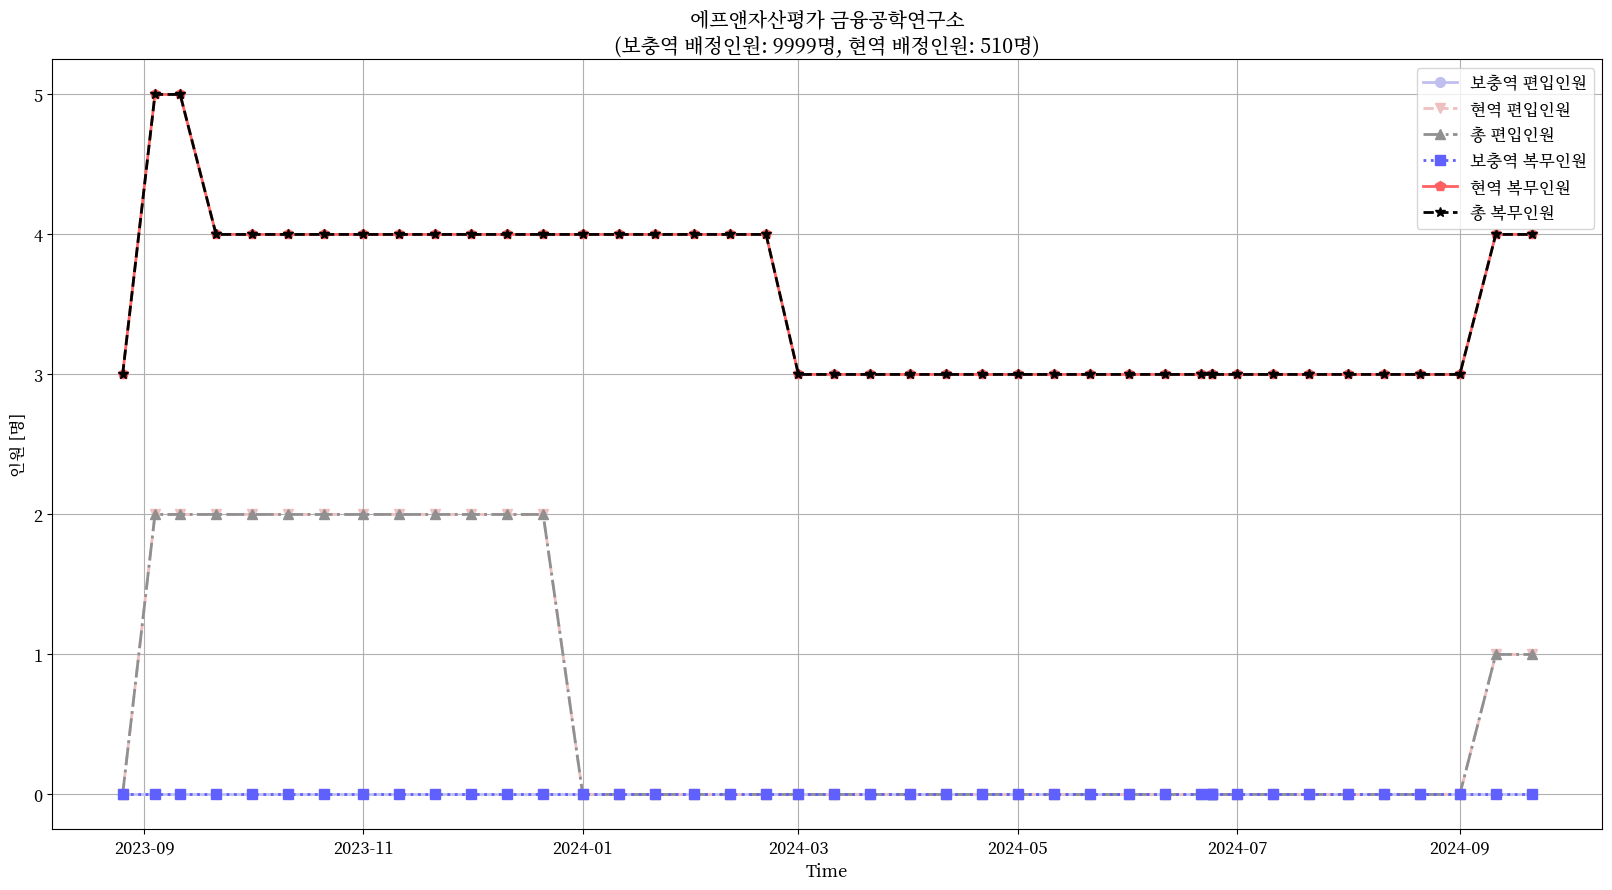 에프앤자산평가 금융공학연구소
(보충역 배정인원: 9999명, 현역 배정인원: 510명)
보충역 편입인원
현역 편입인원
총 편입인원
보충역 복무인원
현역 복무인원
총 복무인원
인원 [명]
5
4
3
2
1
0
2023-09
2023-11
2024-01
2024-03
2024-05
2024-07
2024-09
Time